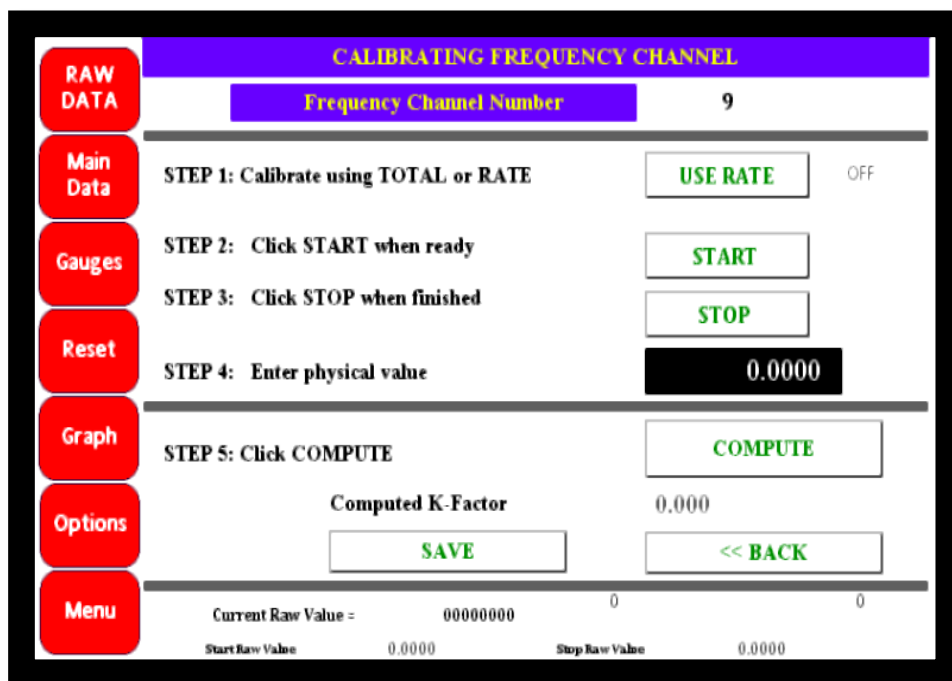 CALIBRATING FREQUENCY CHANNEL
Frequency Channel Number 9
RAW
DATA
Main
Data
Gauges
Reset
Graph
Options
Menu
STEP 1: Calibrate using TOTAL or RATE USE RATE OFF
STEP 2: Click START when ready START
STEP 3: Click STOP when finished STOP
STEP 4: Enter physical value 0.0000
STEP 5: Click COMPUTE COMPUTE
Computed K-Factor 0.000
SAVE << BACK
Current Raw Value = 00000000 0 0
Start Raw Value 0.0000 Stop Raw Value 0.0000